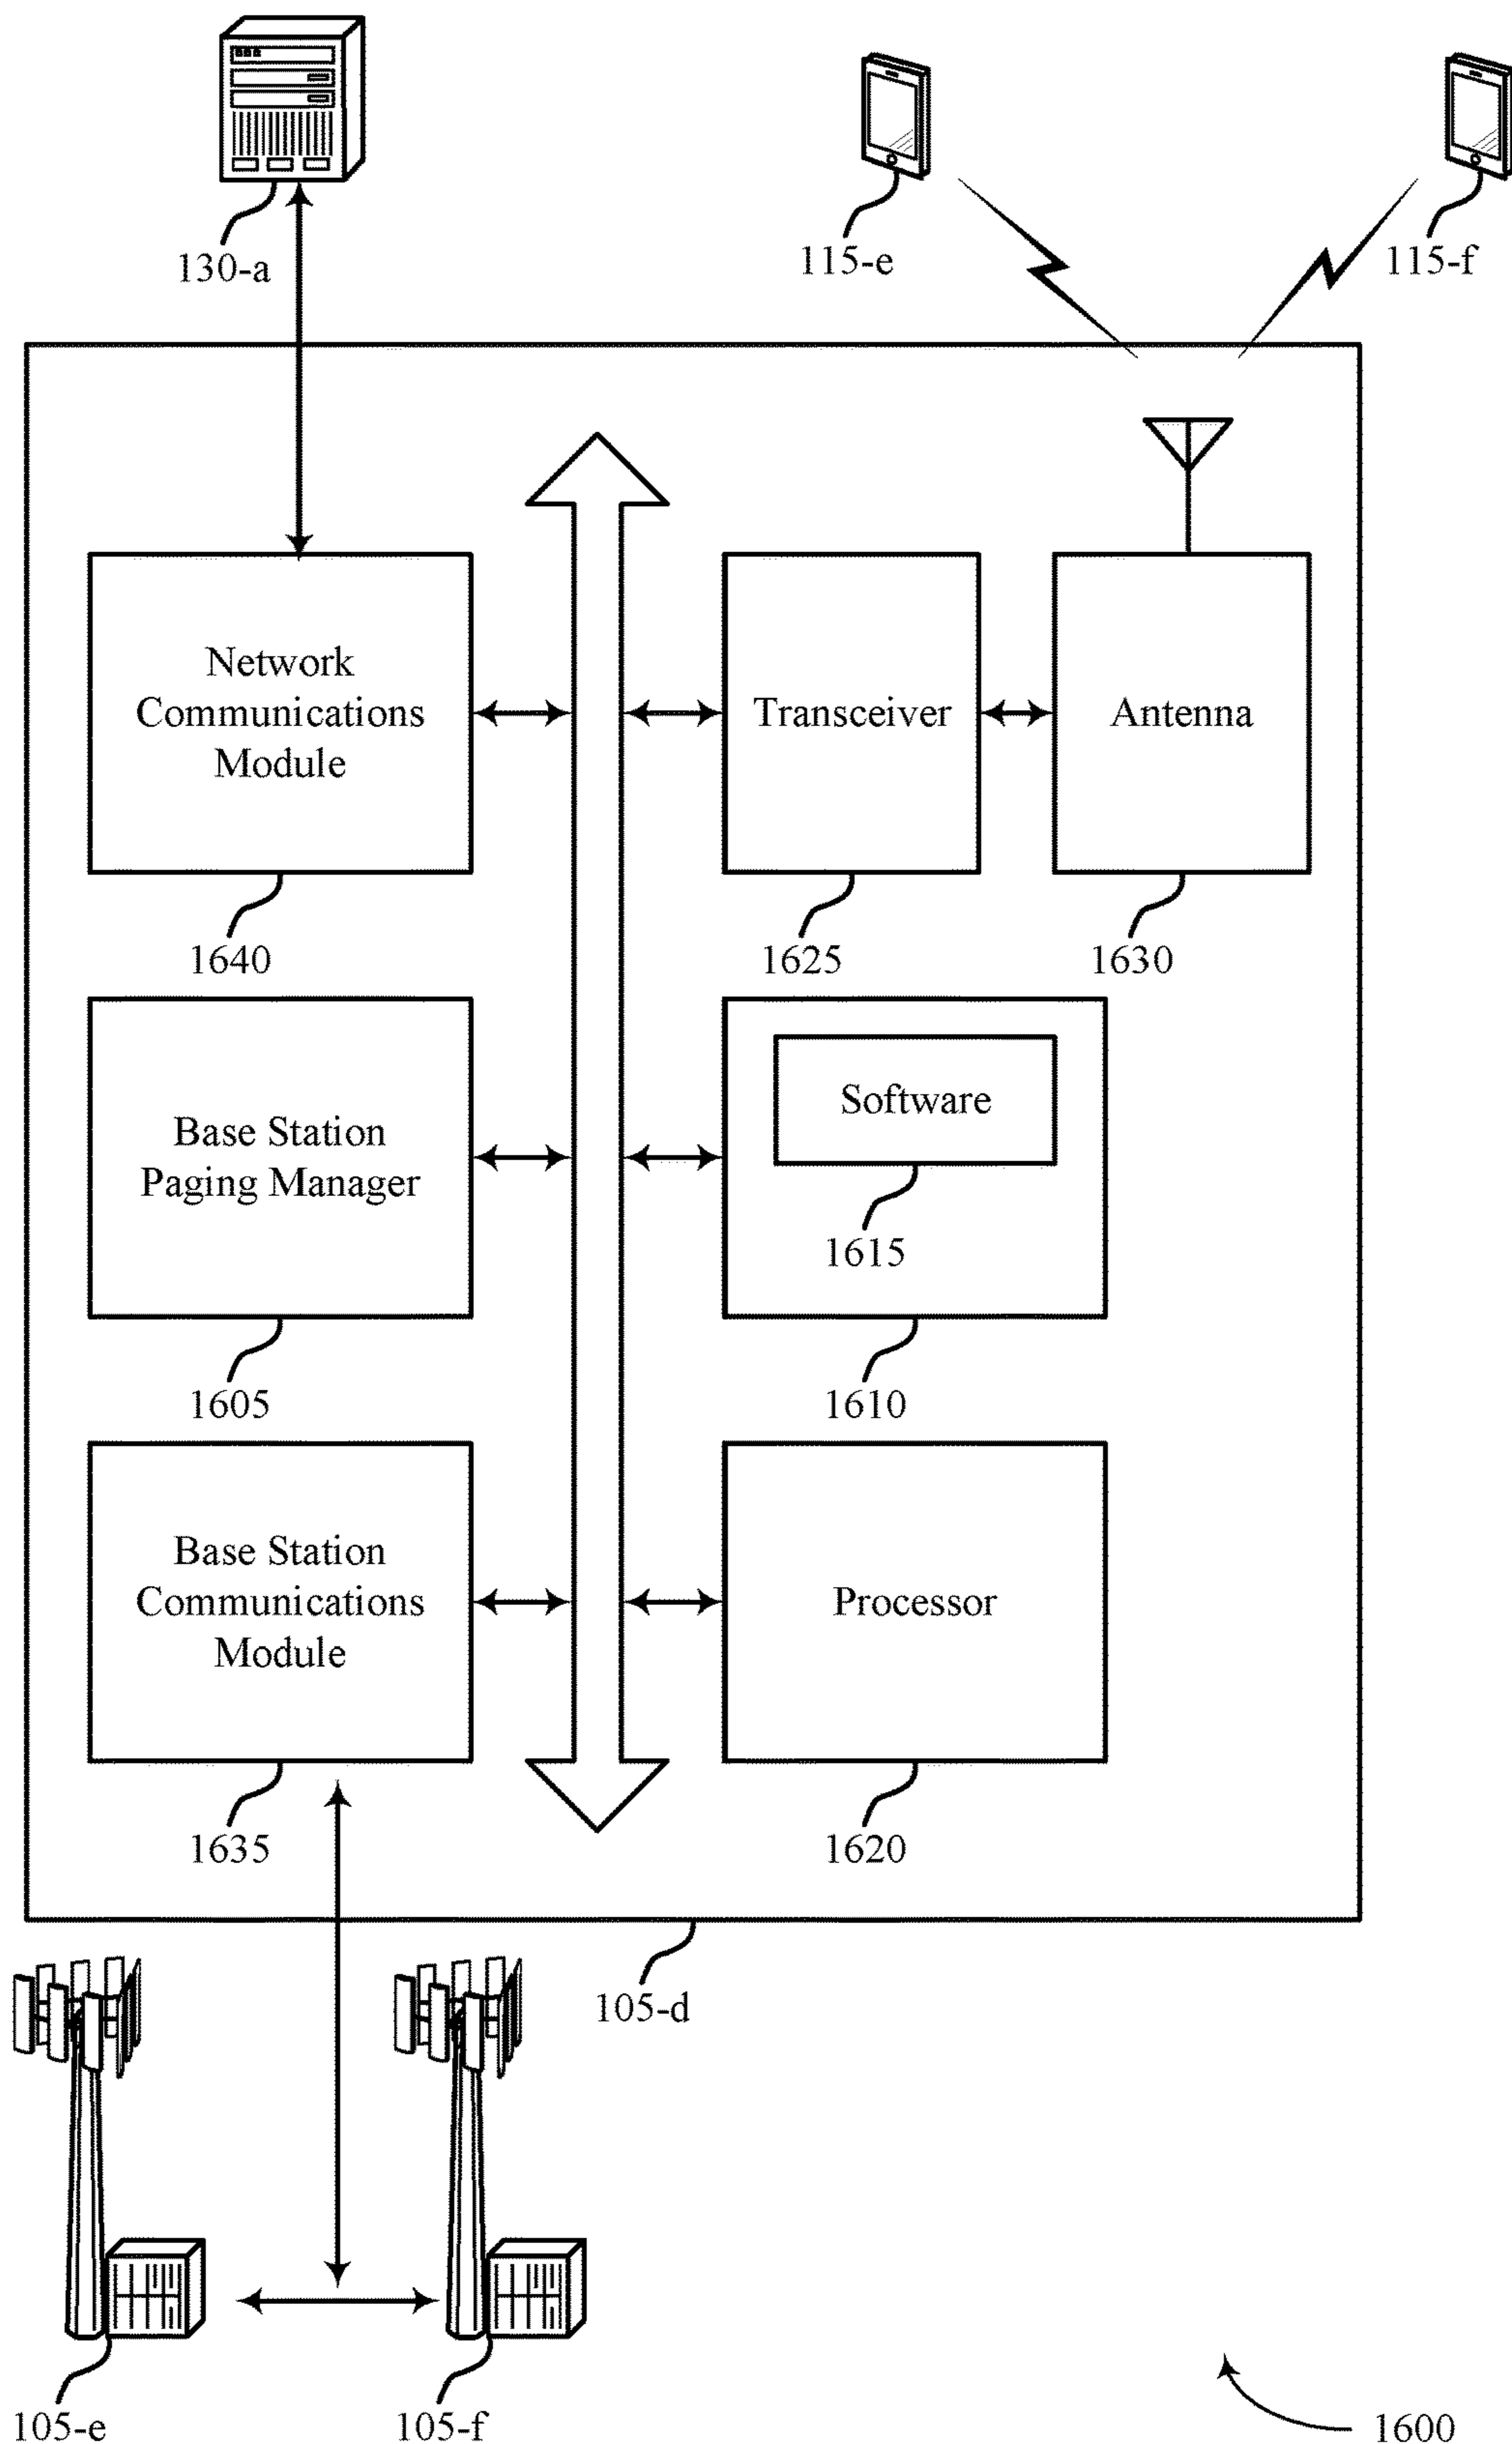 130-a
115-e
115-f
Network
Communications
Module
Transceiver
Antenna
1640
1625
1630
Base Station
Paging Manager
Software
1615
1605
1610
Base Station
Communications
Module
Processor
1635
1620
105-d
105-e
105-f
1600